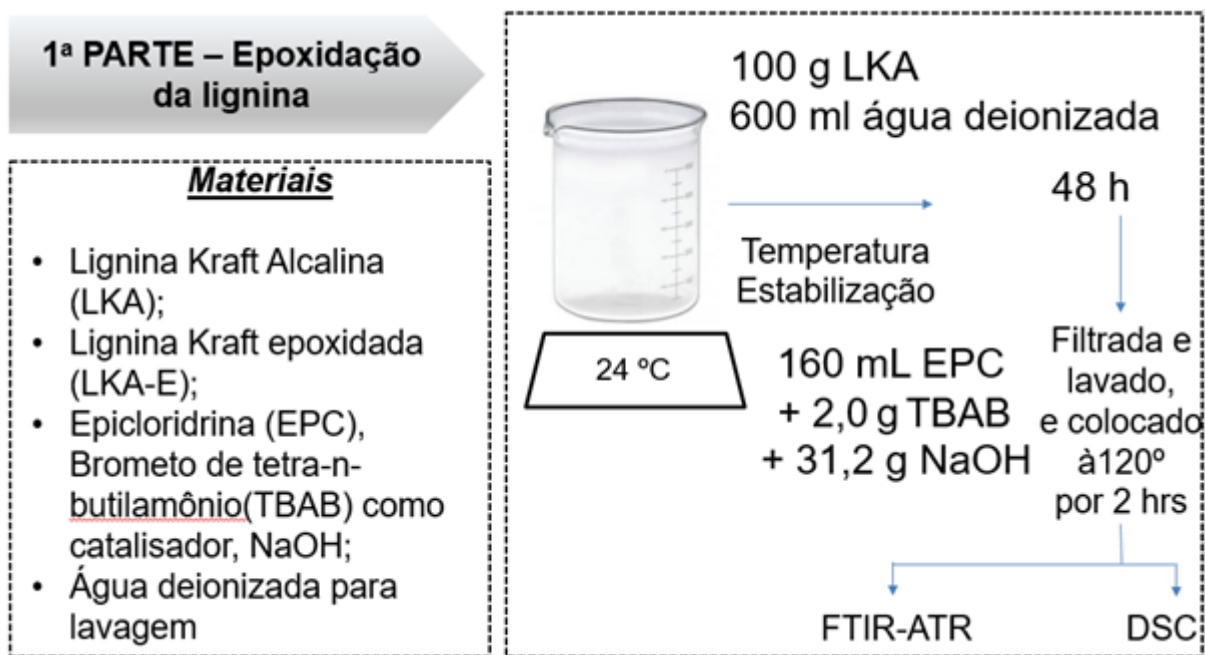 1ª PARTE – Epoxidação
da lignina
Materiais
• Lignina Kraft Alcalina
(LKA);
• Lignina Kraft epoxidada
(LKA-E);
• Epicloridrina (EPC),
Brometo de tetra-n-
butilamônio(TBAB) como
catalisador, NaOH;
• Água deionizada para
lavagem
100 g LKA
600 ml água deionizada
48 h
Temperatura
Estabilização
24 ºC
160 mL EPC
+ 2,0 g TBAB
+ 31,2 g NaOH
Filtrada e
lavado,
e colocado
à120º
por 2 hrs
FTIR-ATR
DSC